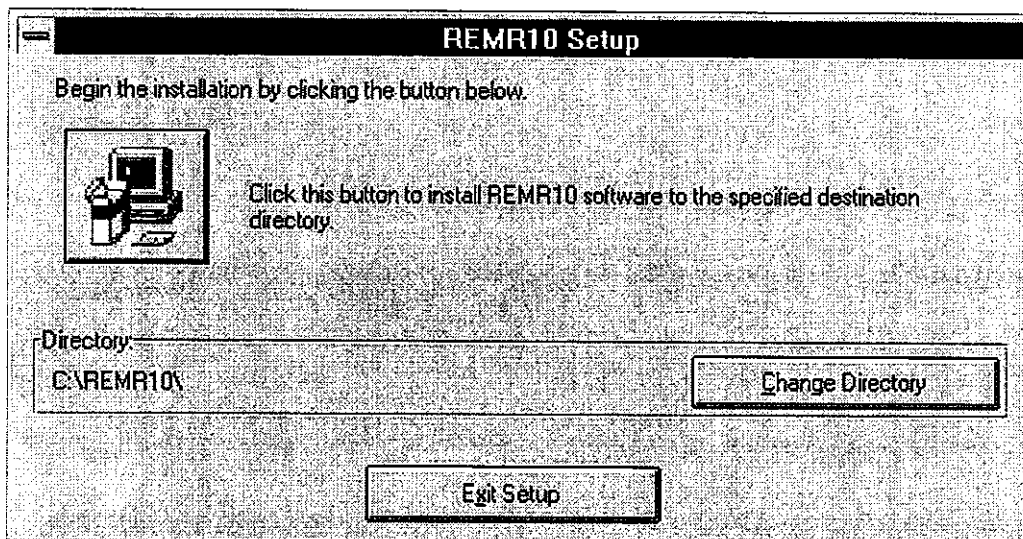 REMR10 Setup
Begin the installation by clicking the button below.
Click this button to install REMR10 software to the specified destination
directory.
Directory:
C:\REMR10\
Change Directory
Exit Setup